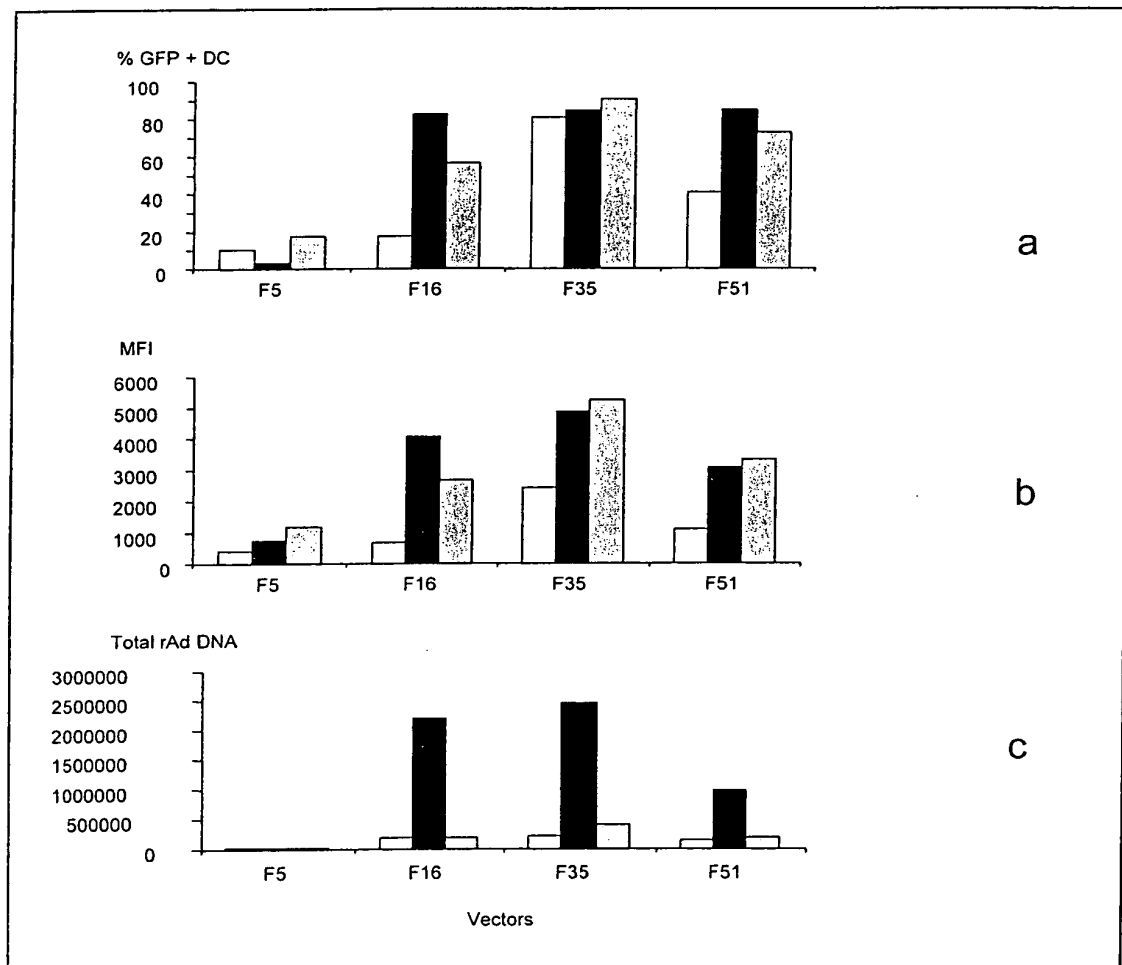 % GFP + DC
100
80
60
40
20
0
F5 F16 F35 F51
a
MFI
6000
5000
4000
3000
2000
1000
0
F5 F16 F35 F51
b
Total rAd DNA
3000000
2500000
2000000
1500000
1000000
500000
0
F5 F16 F35 F51
c
Vectors